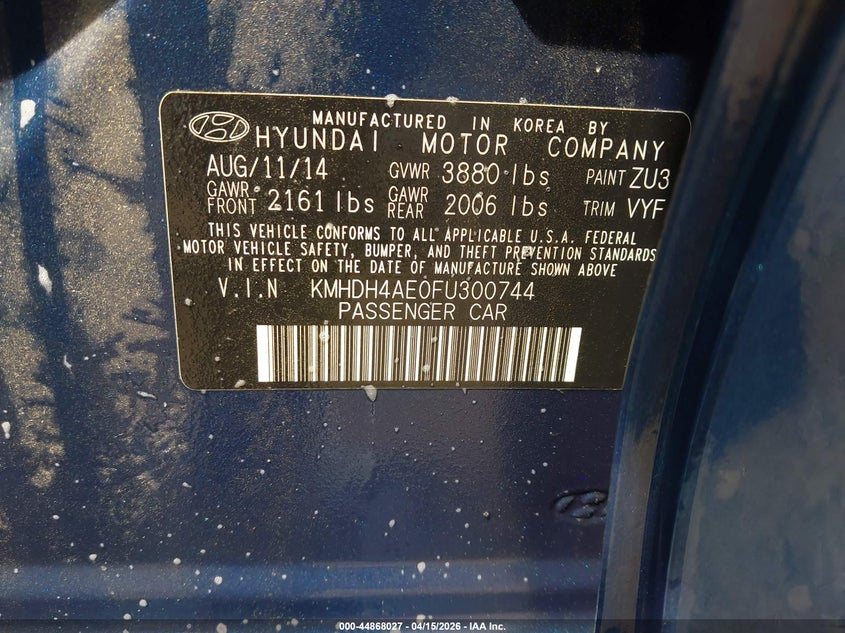 MANUFACTURED IN KOREA BY
HYUNDAI MOTOR COMPANY
AUG/11/14 GVWR 3880 lbs PAINT ZU3
GAWR FRONT 2161 lbs GAWR REAR 2006 lbs TRIM VYF
THIS VEHICLE CONFORMS TO ALL APPLICABLE U.S.A. FEDERAL
MOTOR VEHICLE SAFETY, BUMPER, AND THEFT PREVENTION STANDARDS
IN EFFECT ON THE DATE OF MANUFACTURE SHOWN ABOVE
V.I.N KMHDH4AE0FU300744
PASSENGER CAR
000-44868027 - 04/15/2026 - IAA Inc.